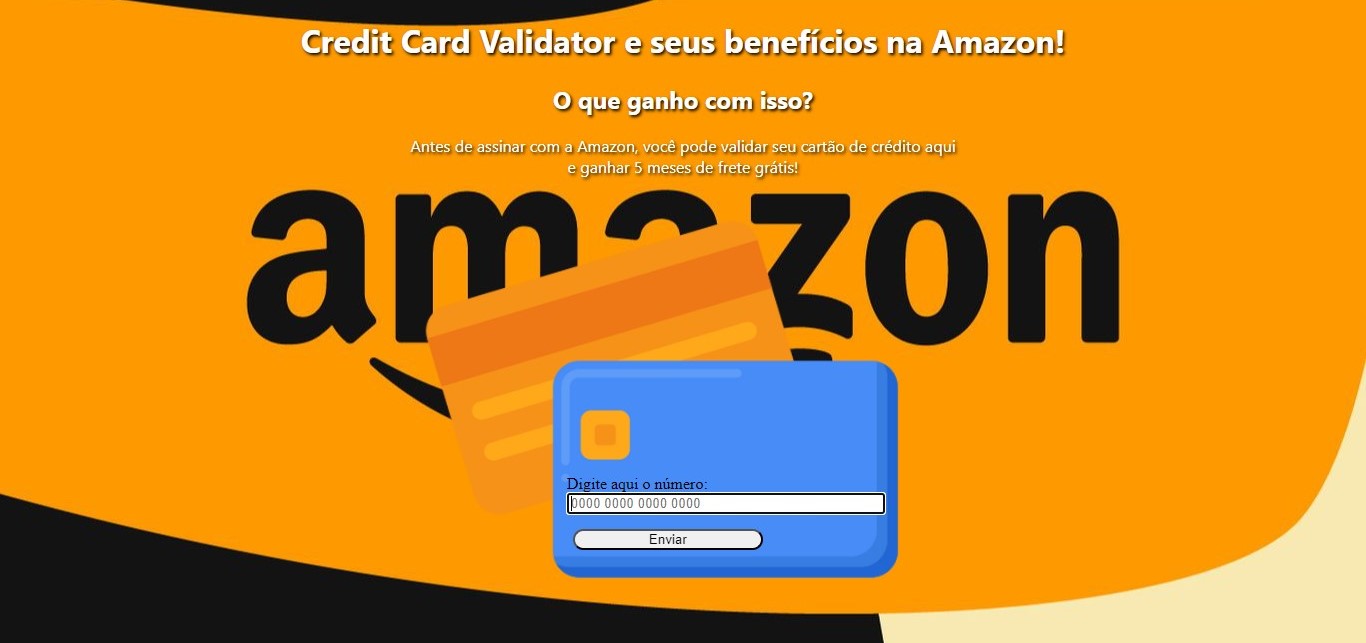 Credit Card Validator e seus benefícios na Amazon!
O que ganho com isso?
Antes de assinar com a Amazon, você pode validar seu cartão de crédito aqui
e ganhar 5 meses de frete grátis!
amazon
Digite aqui o número:
0000 0000 0000 0000
Enviar